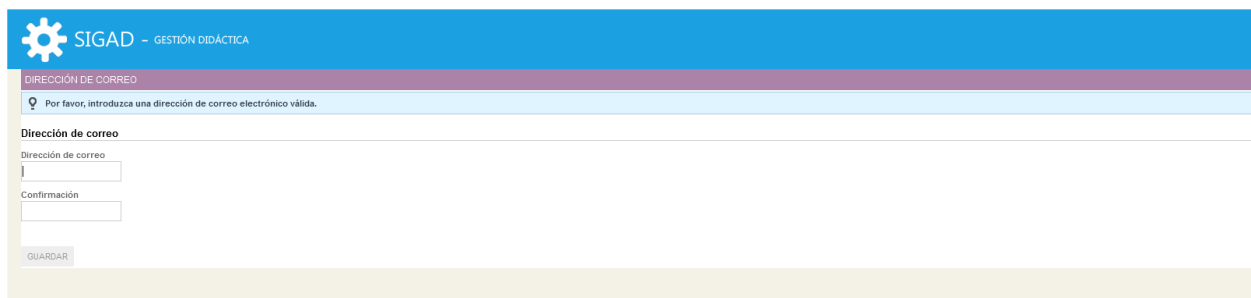 SIGAD – GESTIÓN DIDÁCTICA
DIRECCIÓN DE CORREO
Por favor, introduzca una dirección de correo electrónico válida.
Dirección de correo
Dirección de correo
Confirmación
GUARDAR